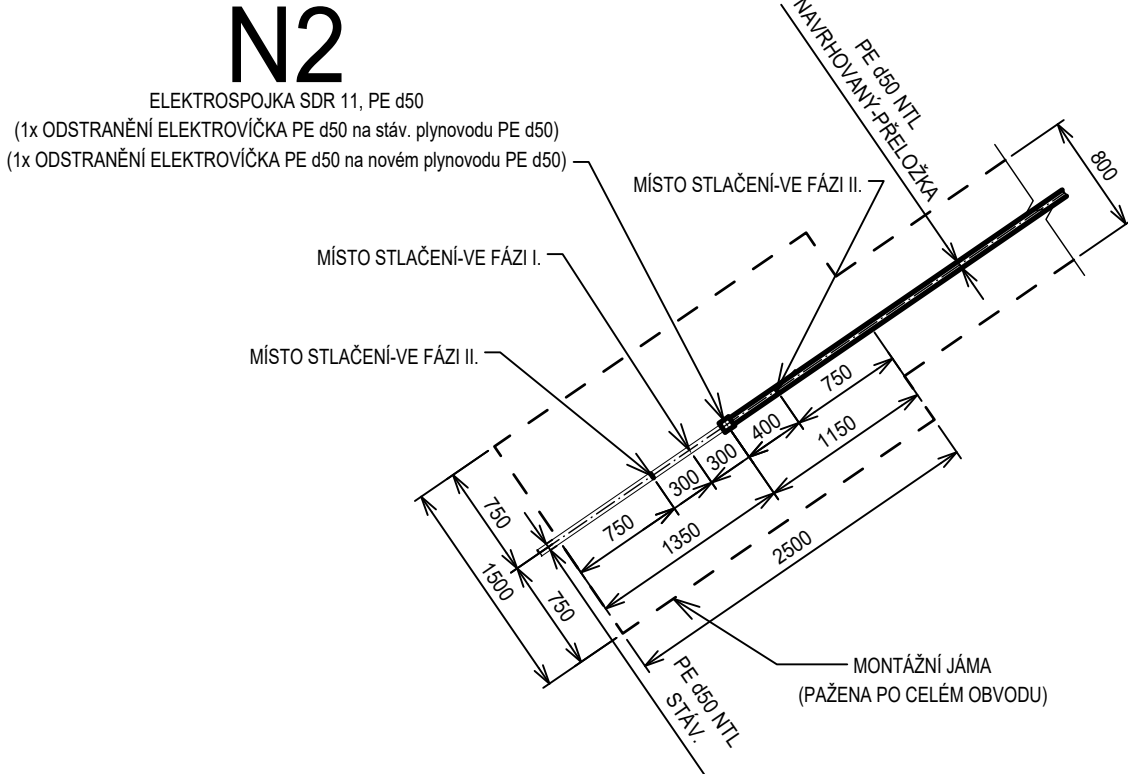 N2
ELEKTROSPOJKA SDR 11, PE d50
(1x ODSTRANĚNÍ ELEKTROVÍČKA PE d50 na stáv. plynovodu PE d50)
(1x ODSTRANĚNÍ ELEKTROVÍČKA PE d50 na novém plynovodu PE d50)
PE d50 NTL
NAVRHOVANÝ-PŘELOŽKA
800
MÍSTO STLAČENÍ-VE FÁZI II.
MÍSTO STLAČENÍ-VE FÁZI I.
MÍSTO STLAČENÍ-VE FÁZI II.
750
400
1150
300
300
750
1350
2500
750
1500
750
PE d50 NTL
STÁV.
MONTÁŽNÍ JÁMA
(PAŽENA PO CELÉM OBVODU)